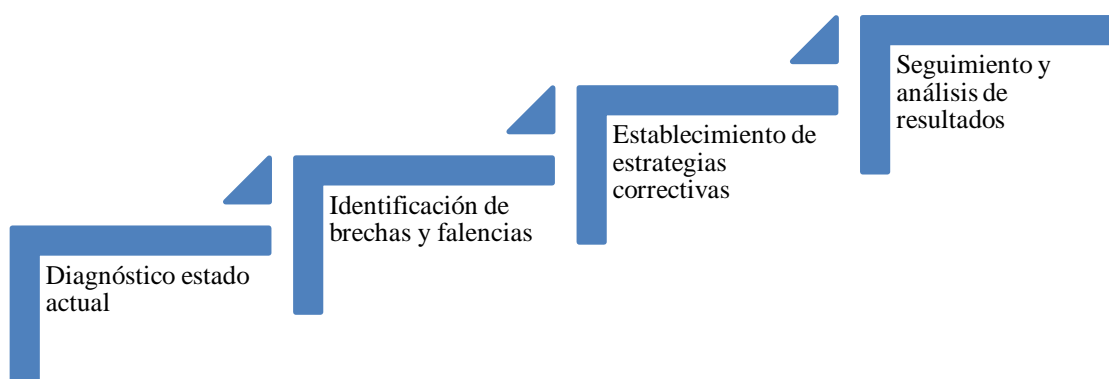 Diagnóstico estado
actual
Identificación de
brechas y falencias
Establecimiento de
estrategias
correctivas
Seguimiento y
análisis de
resultados